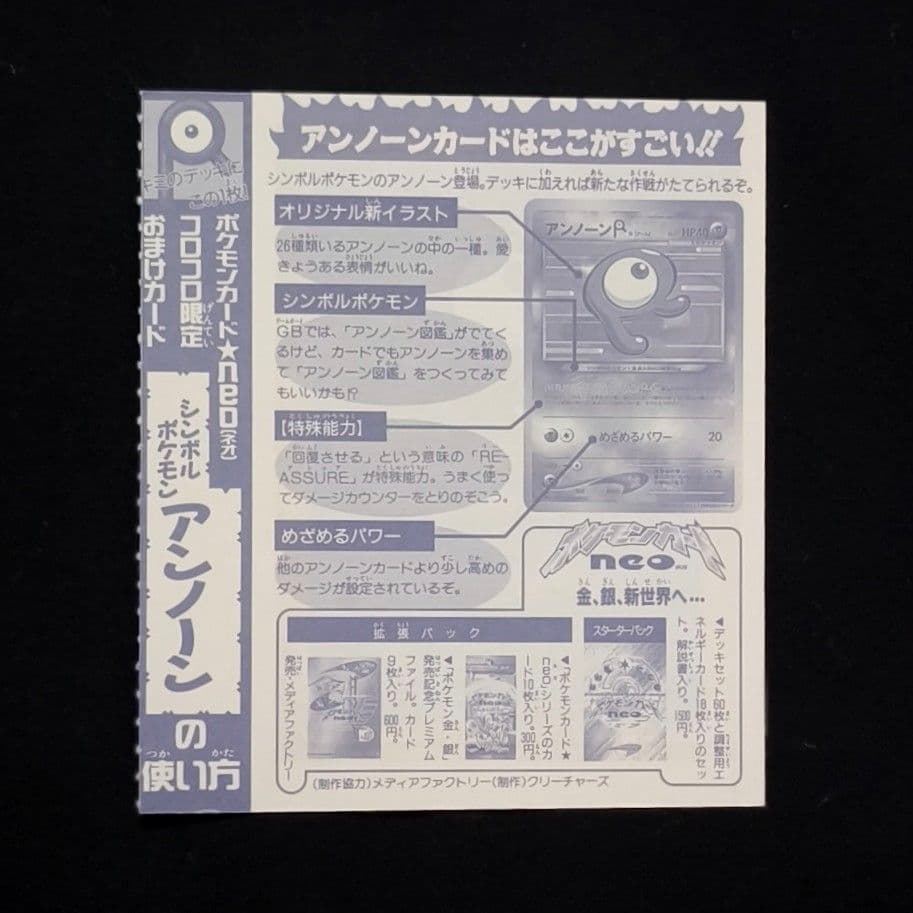 キミのデッキに
この1枚!
ポケモンカード★neo(ネオ)
コロコロ限定
おまけカード
シンボル
ポケモン
アンノーン
の
使い方
アンノーンカードはここがすごい!!
シンボルポケモンのアンノーン登場。デッキに加えれば新たな作戦がたてられるぞ。
オリジナル新イラスト
26種類いるアンノーンの中の一種。愛
きょうある表情がいいね。
シンボルポケモン
GBでは、「アンノーン図鑑」がでてく
るけど、カードでもアンノーンを集め
て「アンノーン図鑑」をつくってみて
もいいかも!?
【特殊能力】
「回復させる」という意味の「RE-
ASSURE」が特殊能力。うまく使っ
てダメージカウンターをとりのぞこう。
めざめるパワー
他のアンノーンカードより少し高めの
ダメージが設定されているぞ。
アンノーンR HP40
めざめるパワー 20
ポケモンカード
neo
金、銀、新世界へ…
スターターパック
◀デッキセット60枚と調整用エ
ネルギーカード18枚入りのセッ
ト。解説書入り。1500円。
拡張パック
◀「ポケモンカード★
neo」シリーズのカ
ード10枚入り。300円。
◀「ポケモン金・銀」
発売記念プレミアム
ファイル。カード
9枚入り。600円。
発売・メディアファクトリー
(制作協力)メディアファクトリー(制作)クリーチャーズ